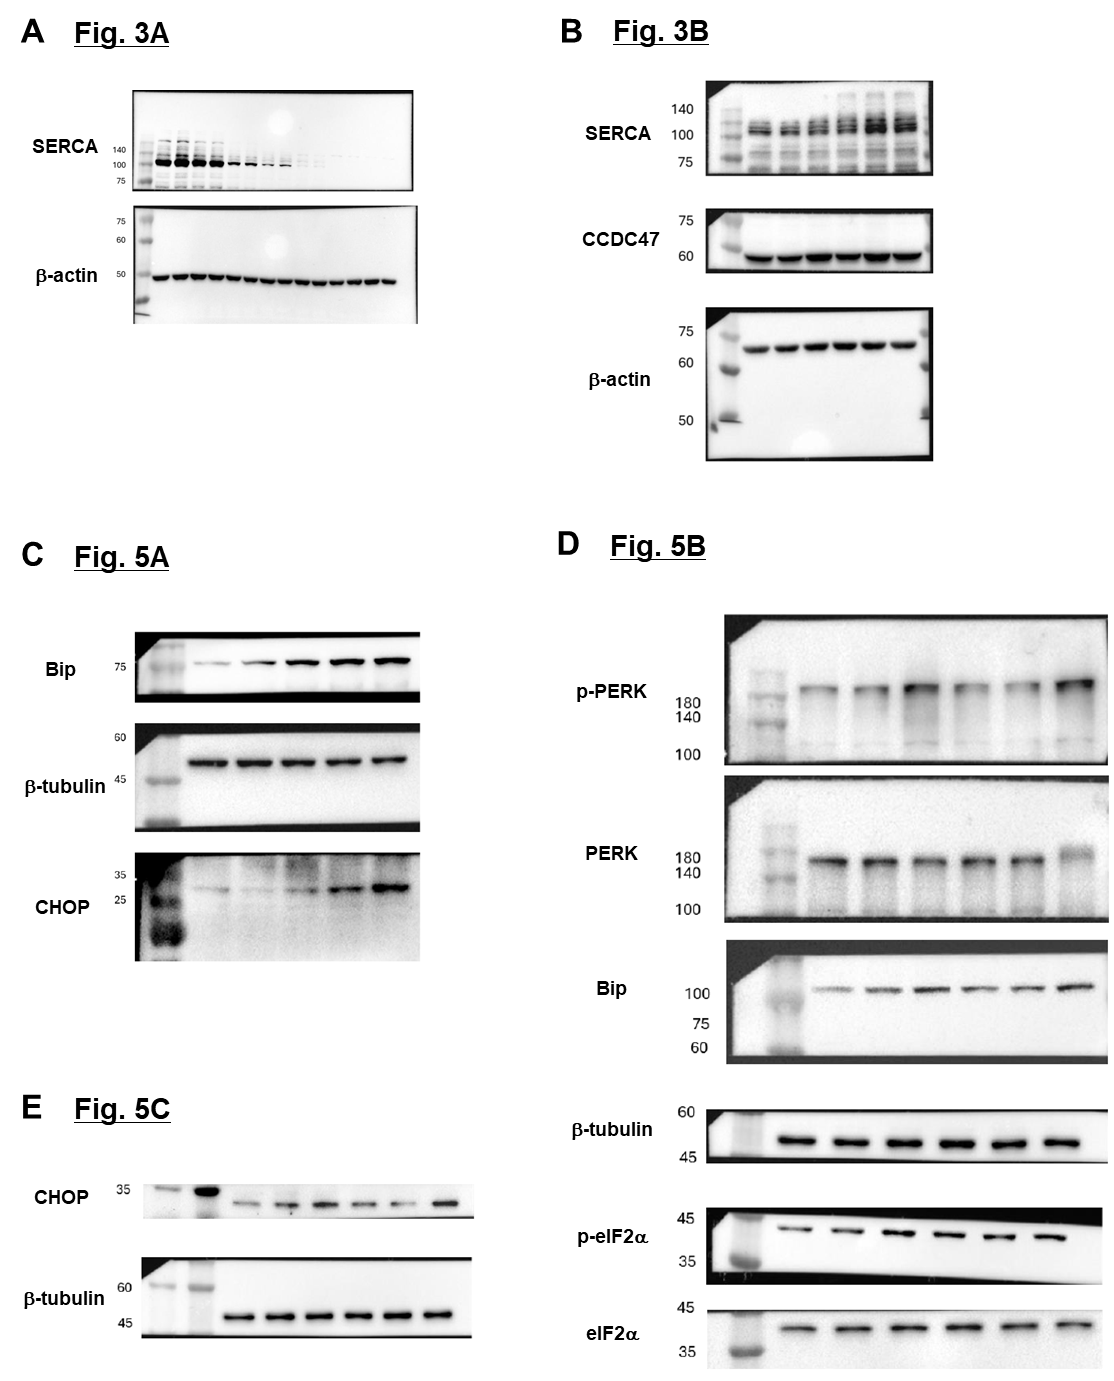 A Fig. 3A
SERCA
140
100
75
75
60
β-actin
50
B Fig. 3B
140
SERCA
100
75
75
CCDC47
60
75
60
β-actin
50
C Fig. 5A
Bip
75
60
45
β-tubulin
35
25
CHOP
D Fig. 5B
p-PERK
180
140
100
PERK
180
140
100
Bip
100
75
60
60
β-tubulin
45
45
p-eIF2α
35
45
eIF2α
35
E Fig. 5C
CHOP
35
60
β-tubulin
45